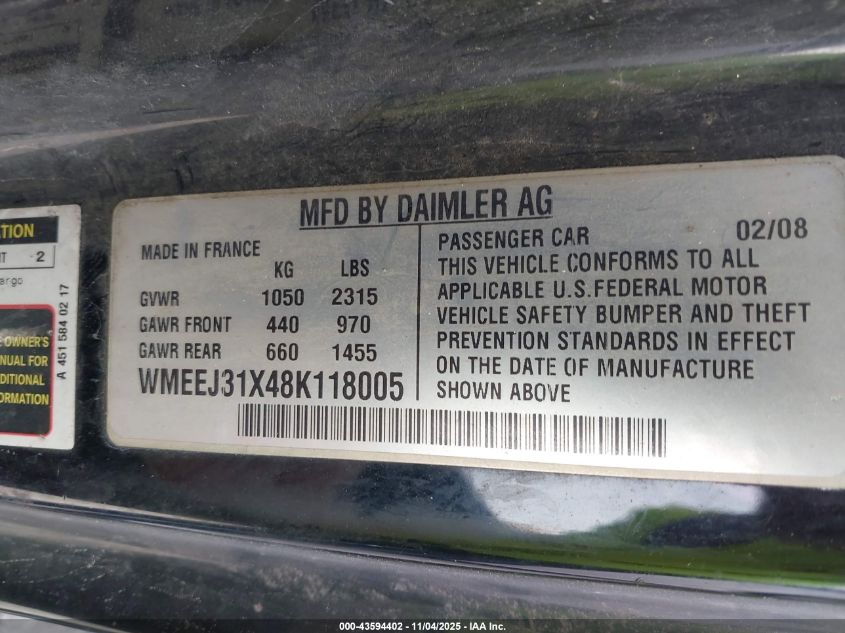 TION
2
argo
E OWNER'S
NUAL FOR
DITIONAL
FORMATION
A 451 584 02 17
MFD BY DAIMLER AG
MADE IN FRANCE
KG LBS
GVWR 1050 2315
GAWR FRONT 440 970
GAWR REAR 660 1455
WMEEJ31X48K118005
PASSENGER CAR 02/08
THIS VEHICLE CONFORMS TO ALL
APPLICABLE U.S.FEDERAL MOTOR
VEHICLE SAFETY BUMPER AND THEFT
PREVENTION STANDARDS IN EFFECT
ON THE DATE OF MANUFACTURE
SHOWN ABOVE
000-43594402 - 11/04/2025 - IAA Inc.